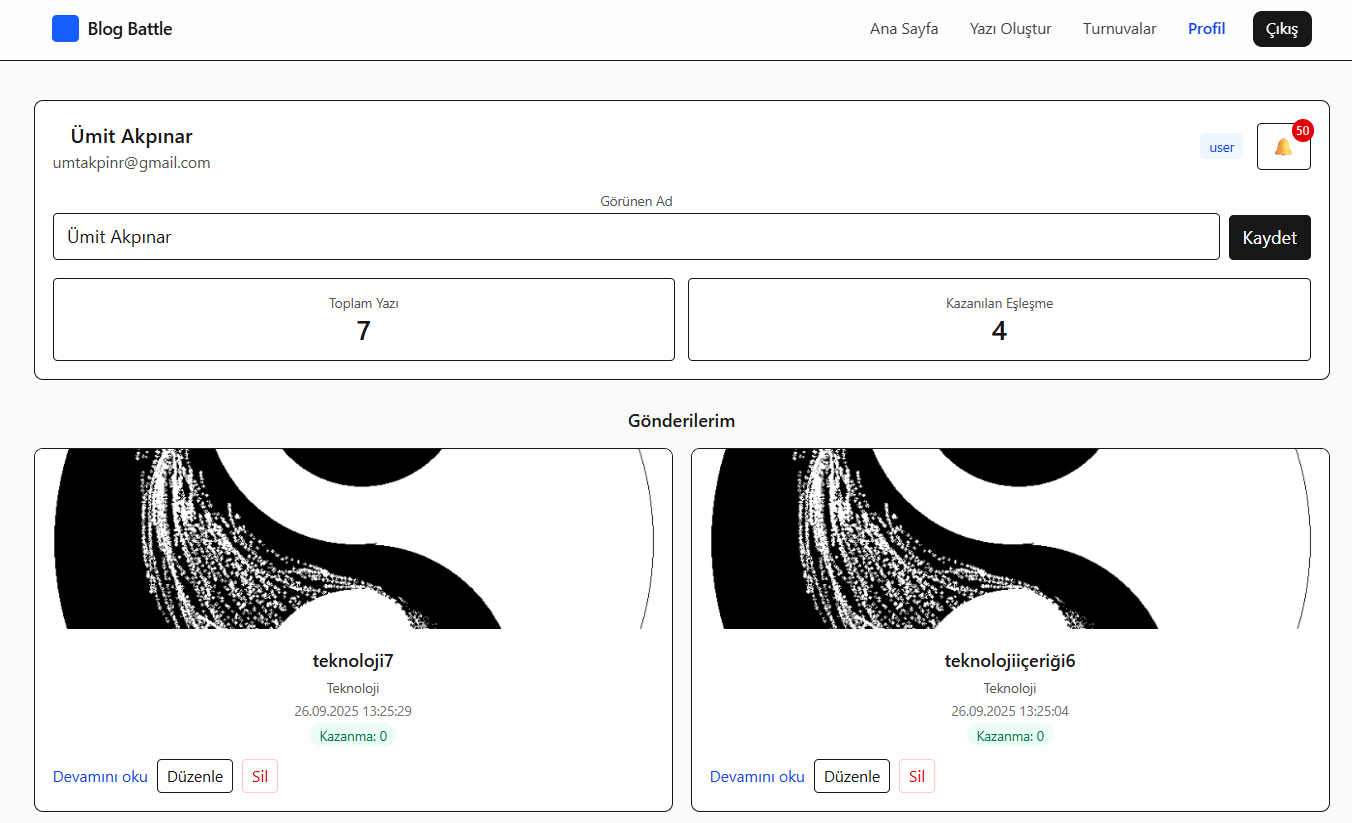 Blog Battle
Ana Sayfa
Yazı Oluştur
Turnuvalar
Profil
Çıkış
Ümit Akpınar
umtakpinr@gmail.com
user
50
Görünen Ad
Ümit Akpınar
Kaydet
Toplam Yazı
7
Kazanılan Eşleşme
4
Gönderilerim
teknoloji7
Teknoloji
26.09.2025 13:25:29
Kazanma: 0
Devamını oku
Düzenle
Sil
teknolojiiçeriği6
Teknoloji
26.09.2025 13:25:04
Kazanma: 0
Devamını oku
Düzenle
Sil